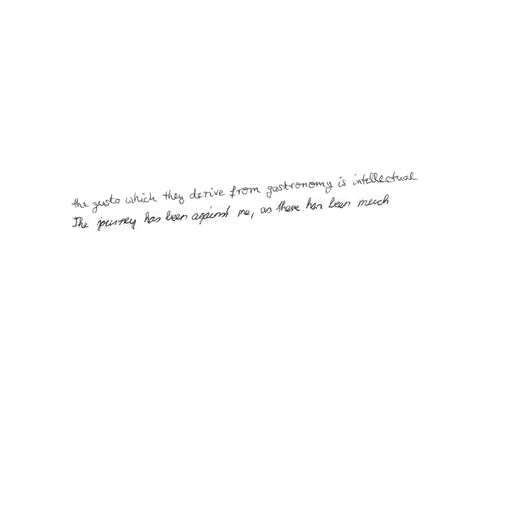 the gusto which they derive from gastronomy is intellectual
The journey has been against me, as there has been much